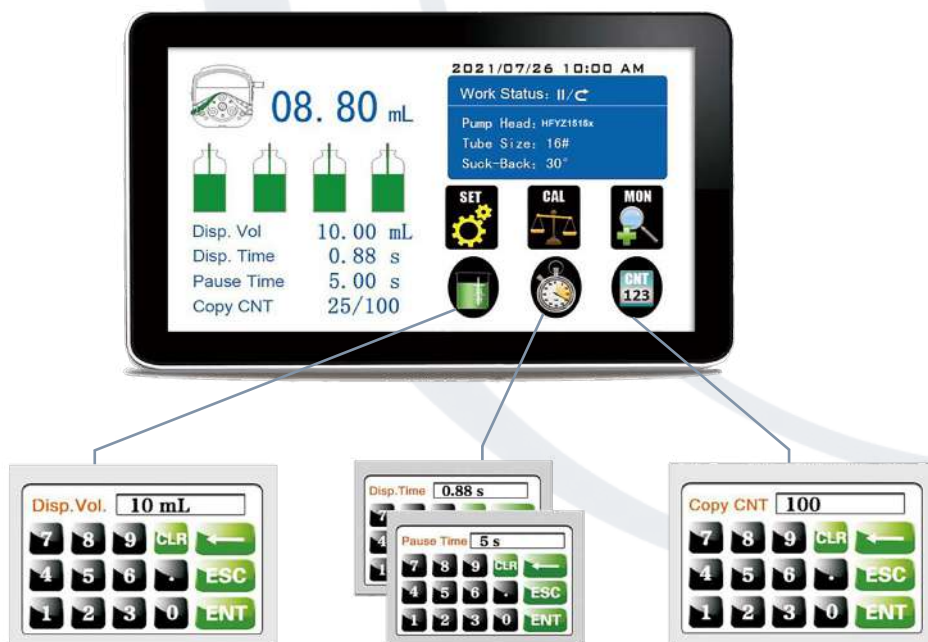 2021/07/26 10:00 AM
08.80 mL
Work Status: II/
Pump Head: HFYZ1515x
Tube Size: 16#
Suck-Back: 30°
SET
CAL
MON
Disp. Vol 10.00 mL
Disp. Time 0.88 s
Pause Time 5.00 s
Copy CNT 25/100
CNT
123
Disp.Vol. 10 mL
7 8 9 CLR
4 5 6 . ESC
1 2 3 0 ENT
Disp.Time 0.88 s
7
4
1
Pause Time 5 s
7 8 9 CLR
4 5 6 . ESC
1 2 3 0 ENT
Copy CNT 100
7 8 9 CLR
4 5 6 . ESC
1 2 3 0 ENT